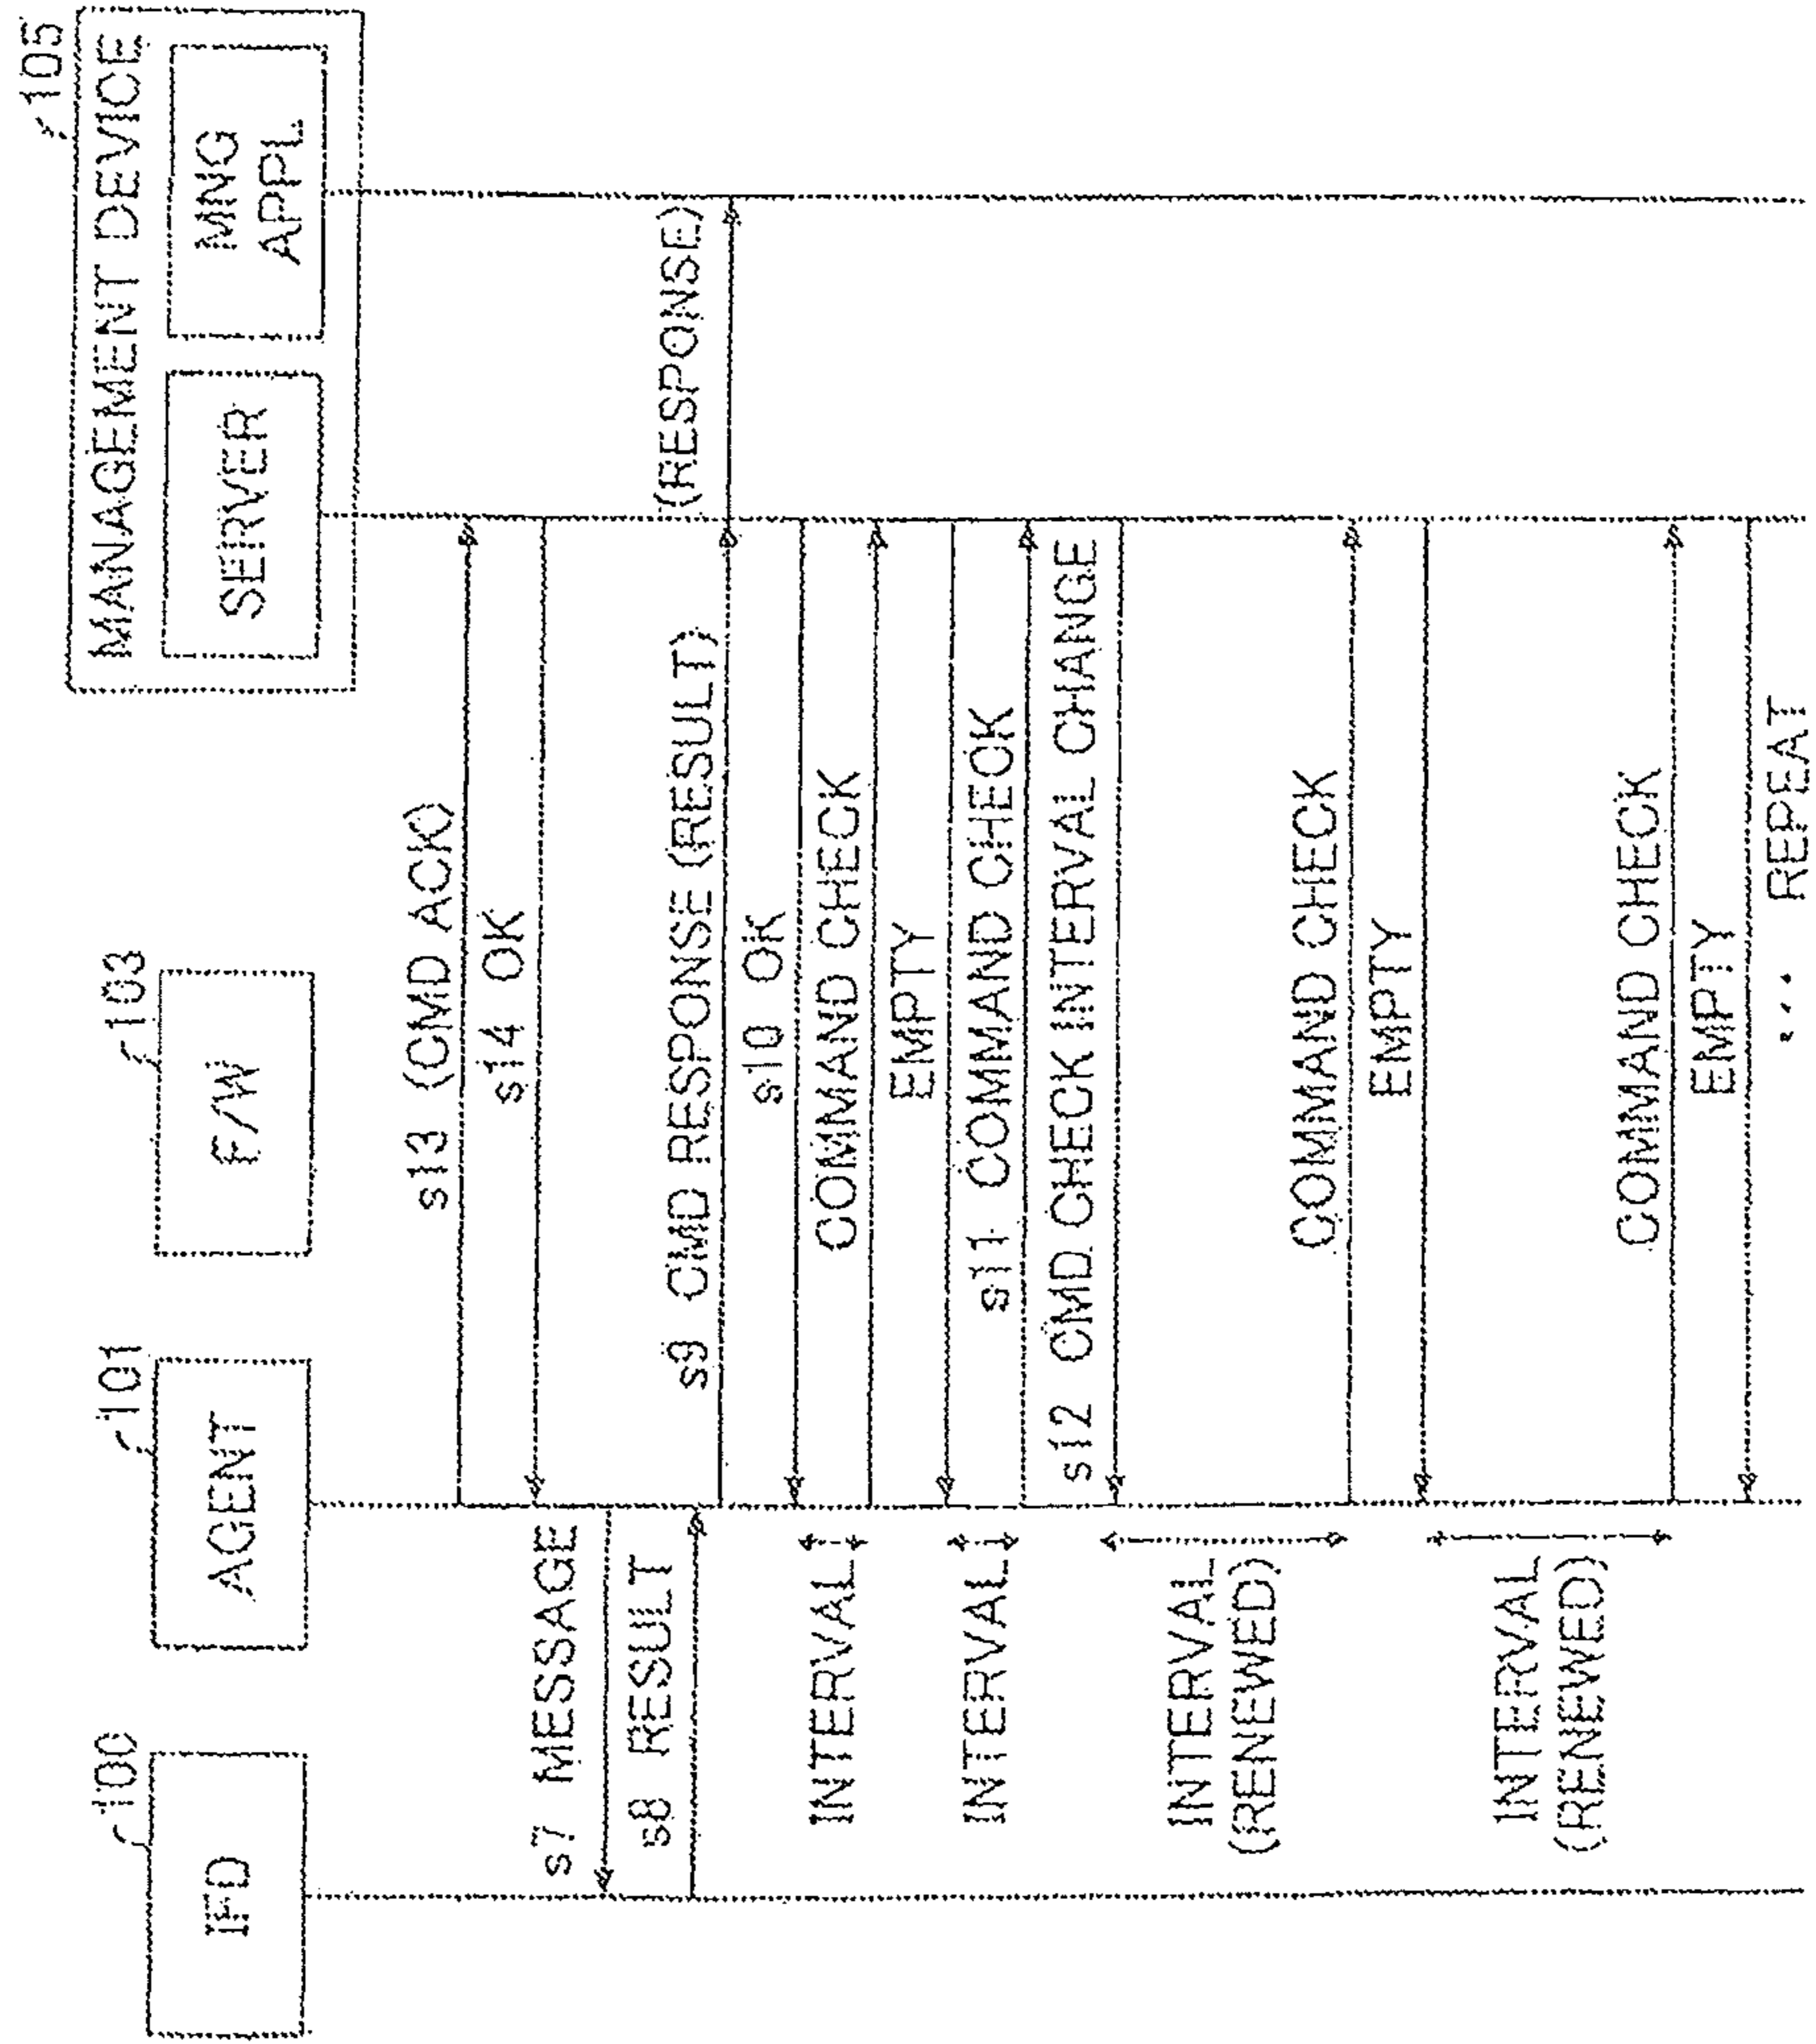 100
IFD
101
AGENT
103
F/W
105
MANAGEMENT DEVICE
SERVER
MNG
APPL
s13 (CMD ACK)
s14 OK
s7 MESSAGE
s8 RESULT
s9 CMD RESPONSE (RESULT)
(RESPONSE)
s10 OK
INTERVAL
COMMAND CHECK
EMPTY
INTERVAL
s11 COMMAND CHECK
s12 CMD CHECK INTERVAL CHANGE
INTERVAL
(RENEWED)
COMMAND CHECK
EMPTY
INTERVAL
(RENEWED)
COMMAND CHECK
EMPTY
... REPEAT